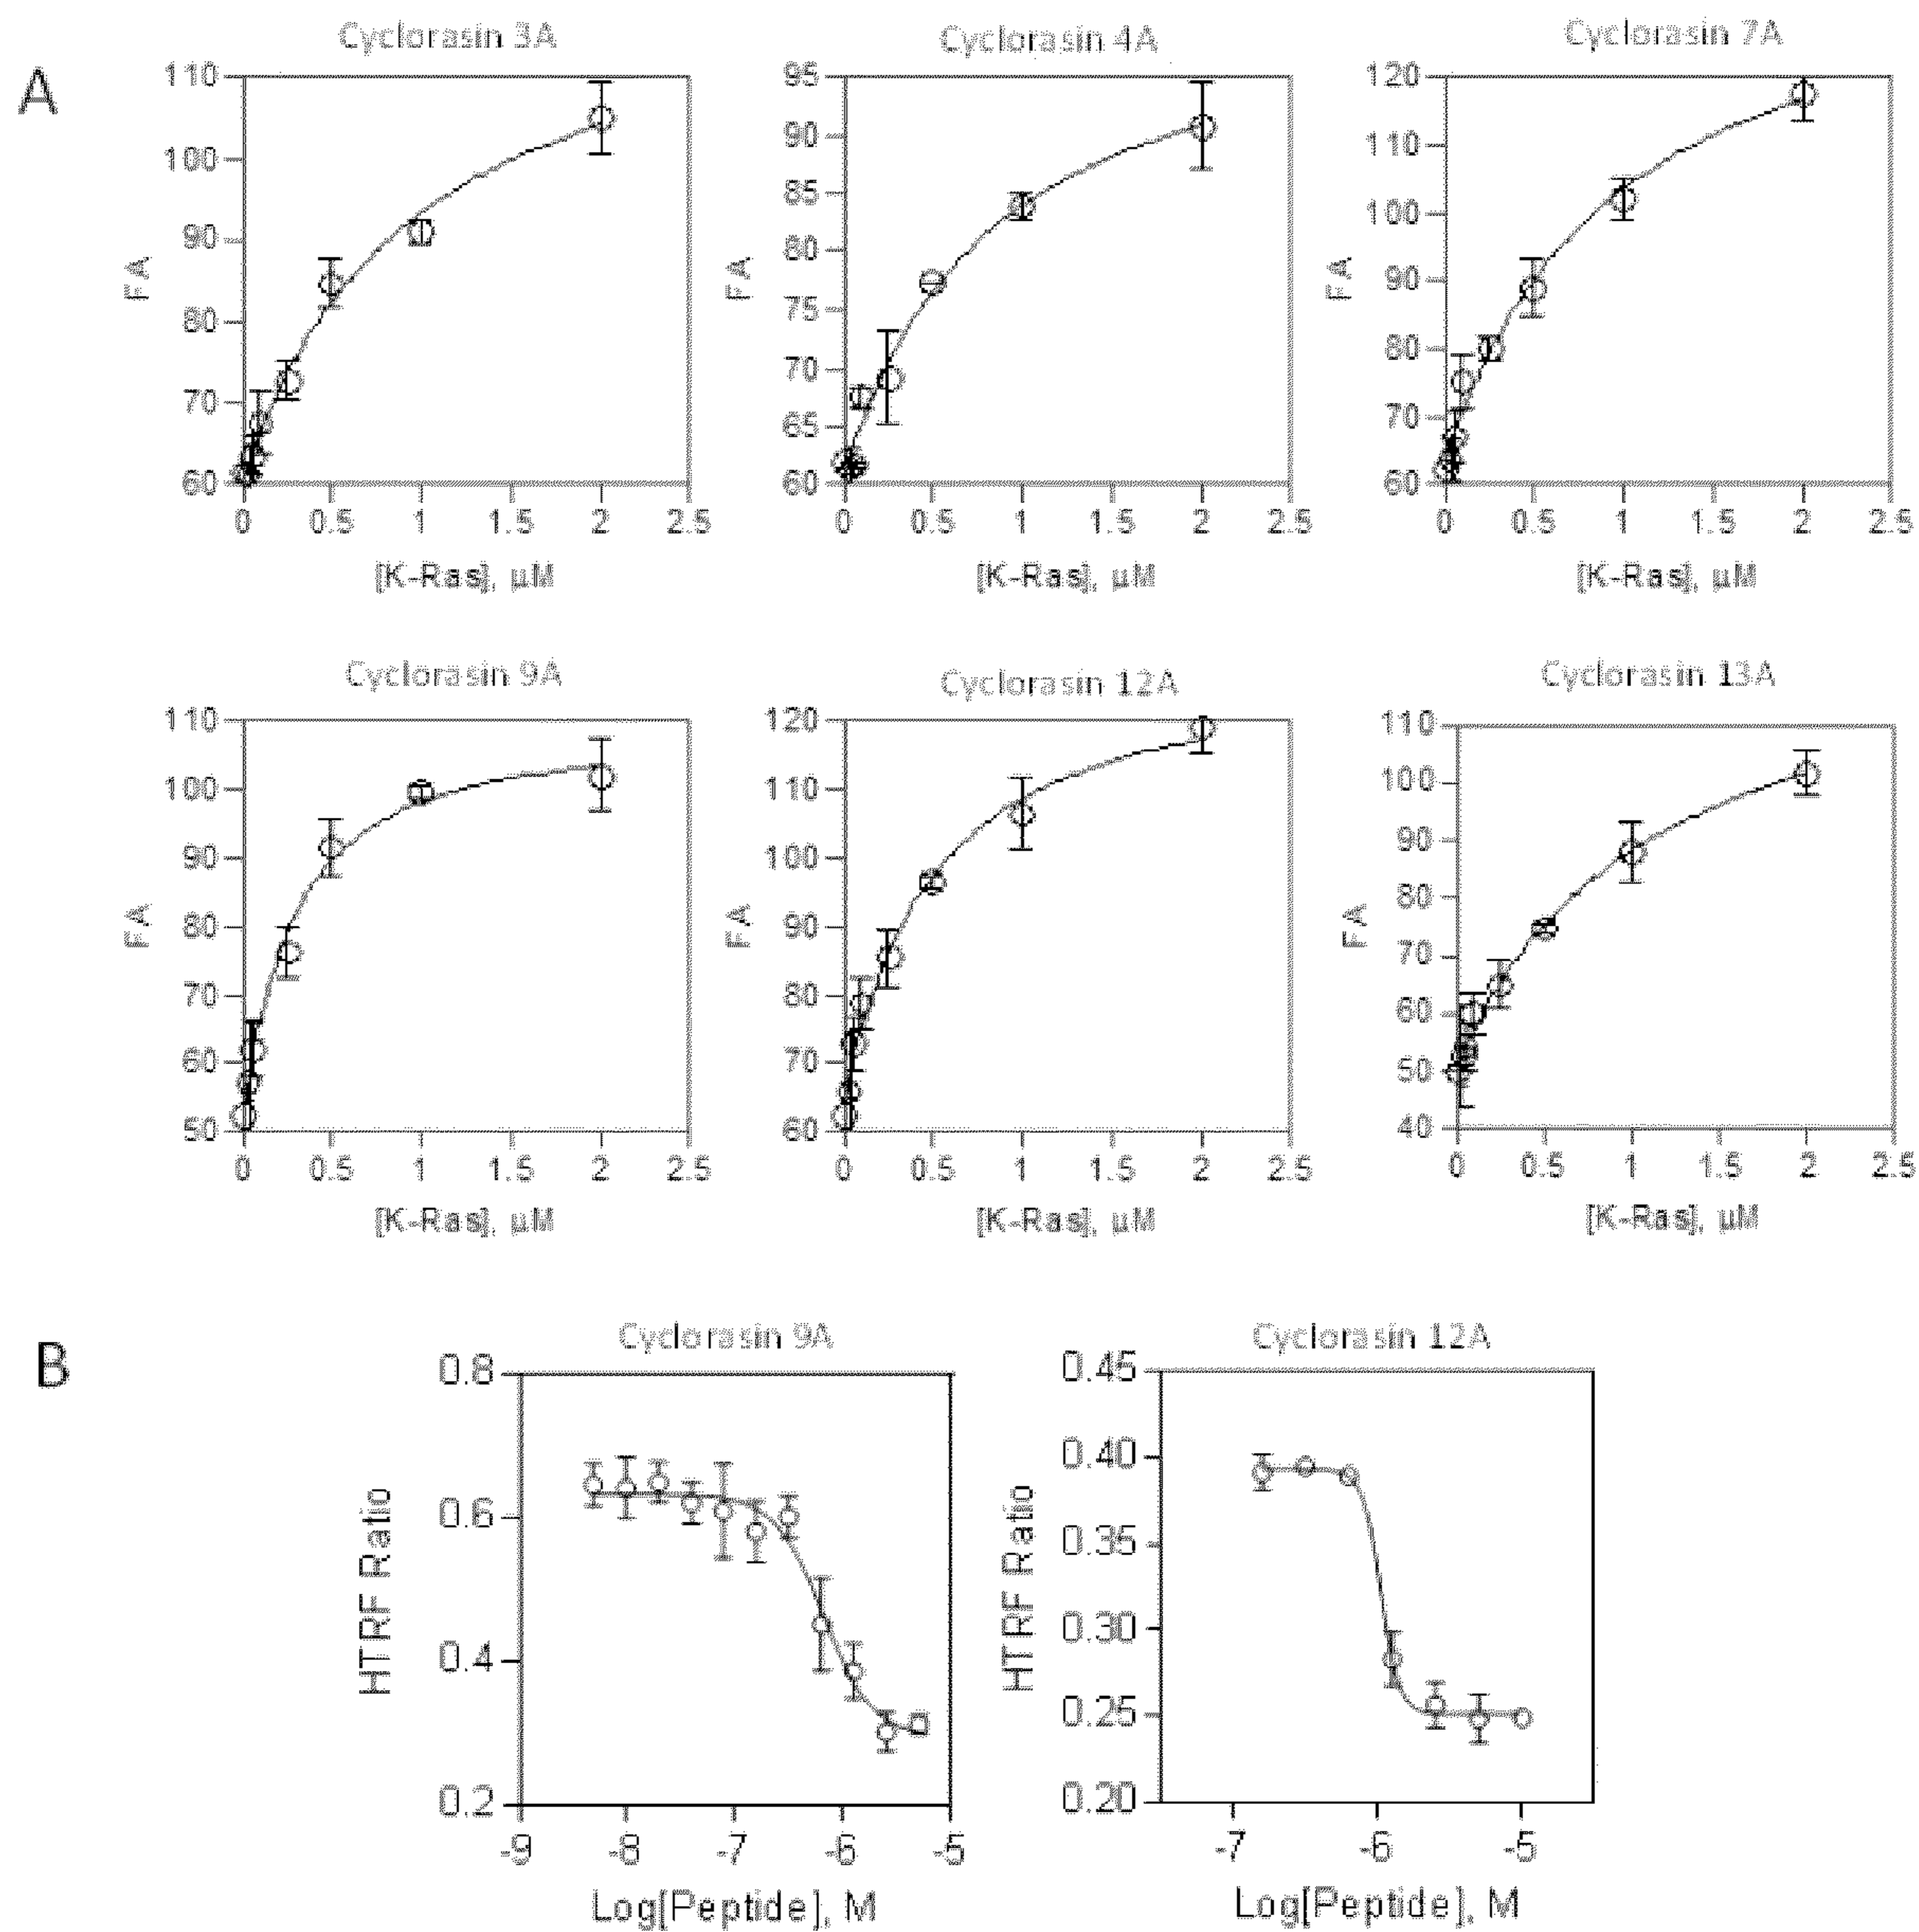 A
Cyclorasin 3A
110
100
90
80
70
60
FA
0 0.5 1 1.5 2 2.5
[K-Ras], µM
Cyclorasin 4A
95
90
85
80
75
70
65
60
FA
0 0.5 1 1.5 2 2.5
[K-Ras], µM
Cyclorasin 7A
120
110
100
90
80
70
60
FA
0 0.5 1 1.5 2 2.5
[K-Ras], µM
Cyclorasin 9A
110
100
90
80
70
60
50
FA
0 0.5 1 1.5 2 2.5
[K-Ras], µM
Cyclorasin 12A
120
110
100
90
80
70
60
FA
0 0.5 1 1.5 2 2.5
[K-Ras], µM
Cyclorasin 13A
110
100
90
80
70
60
50
40
FA
0 0.5 1 1.5 2 2.5
[K-Ras], µM
B
Cyclorasin 9A
0.8
0.6
0.4
0.2
HTRF Ratio
-9 -8 -7 -6 -5
Log[Peptide], M
Cyclorasin 12A
0.45
0.40
0.35
0.30
0.25
0.20
HTRF Ratio
-7 -6 -5
Log[Peptide], M